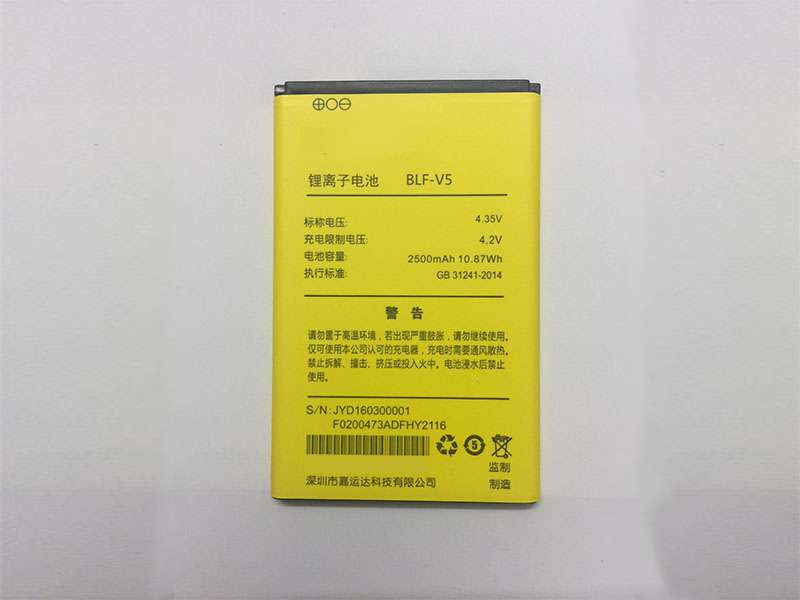 ⊕○⊖
锂离子电池 BLF-V5
标称电压: 4.35V
充电限制电压: 4.2V
电池容量: 2500mAh 10.87Wh
执行标准: GB 31241-2014
警 告
请勿置于高温环境，若出现严重鼓胀，请勿继续使用。
仅可使用本公司认可的充电器，充电时需要通风散热。
禁止拆解、撞击、挤压或投入火中。电池浸水后禁止
使用。
S/N: JYD160300001
F0200473ADFHY2116
5
监制
深圳市嘉运达科技有限公司 制造